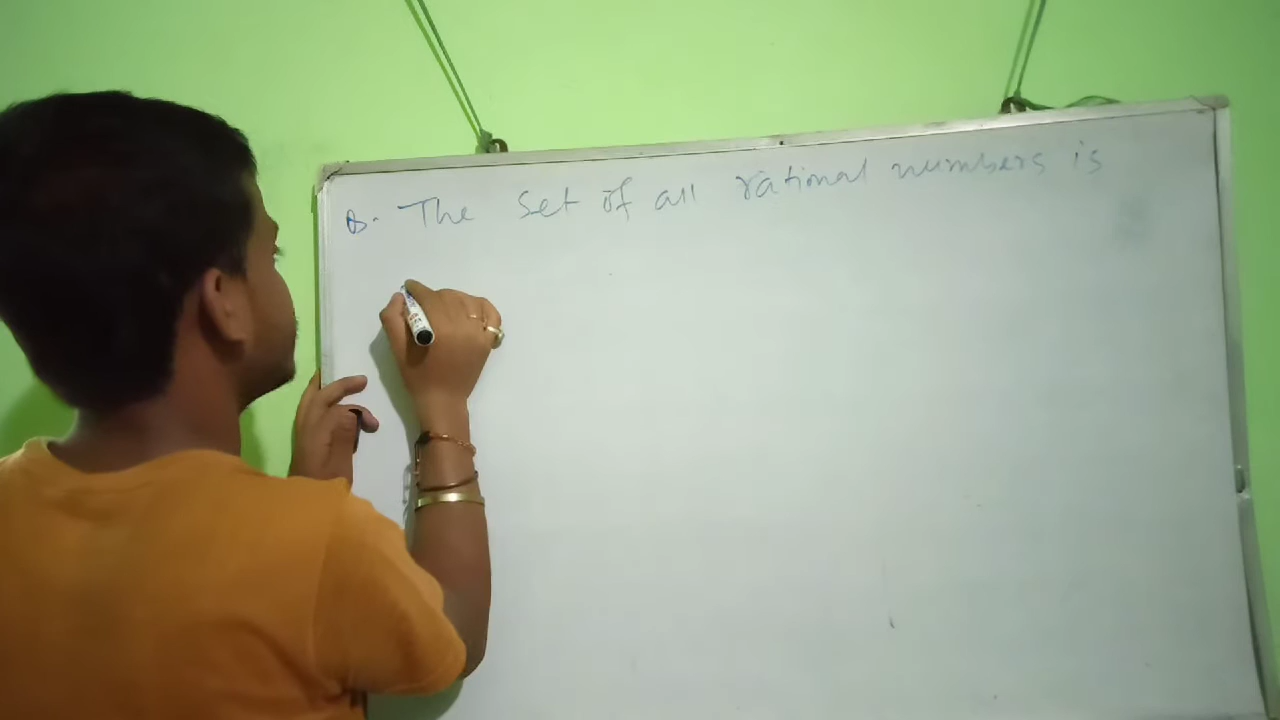 Q. The set of all rational numbers is